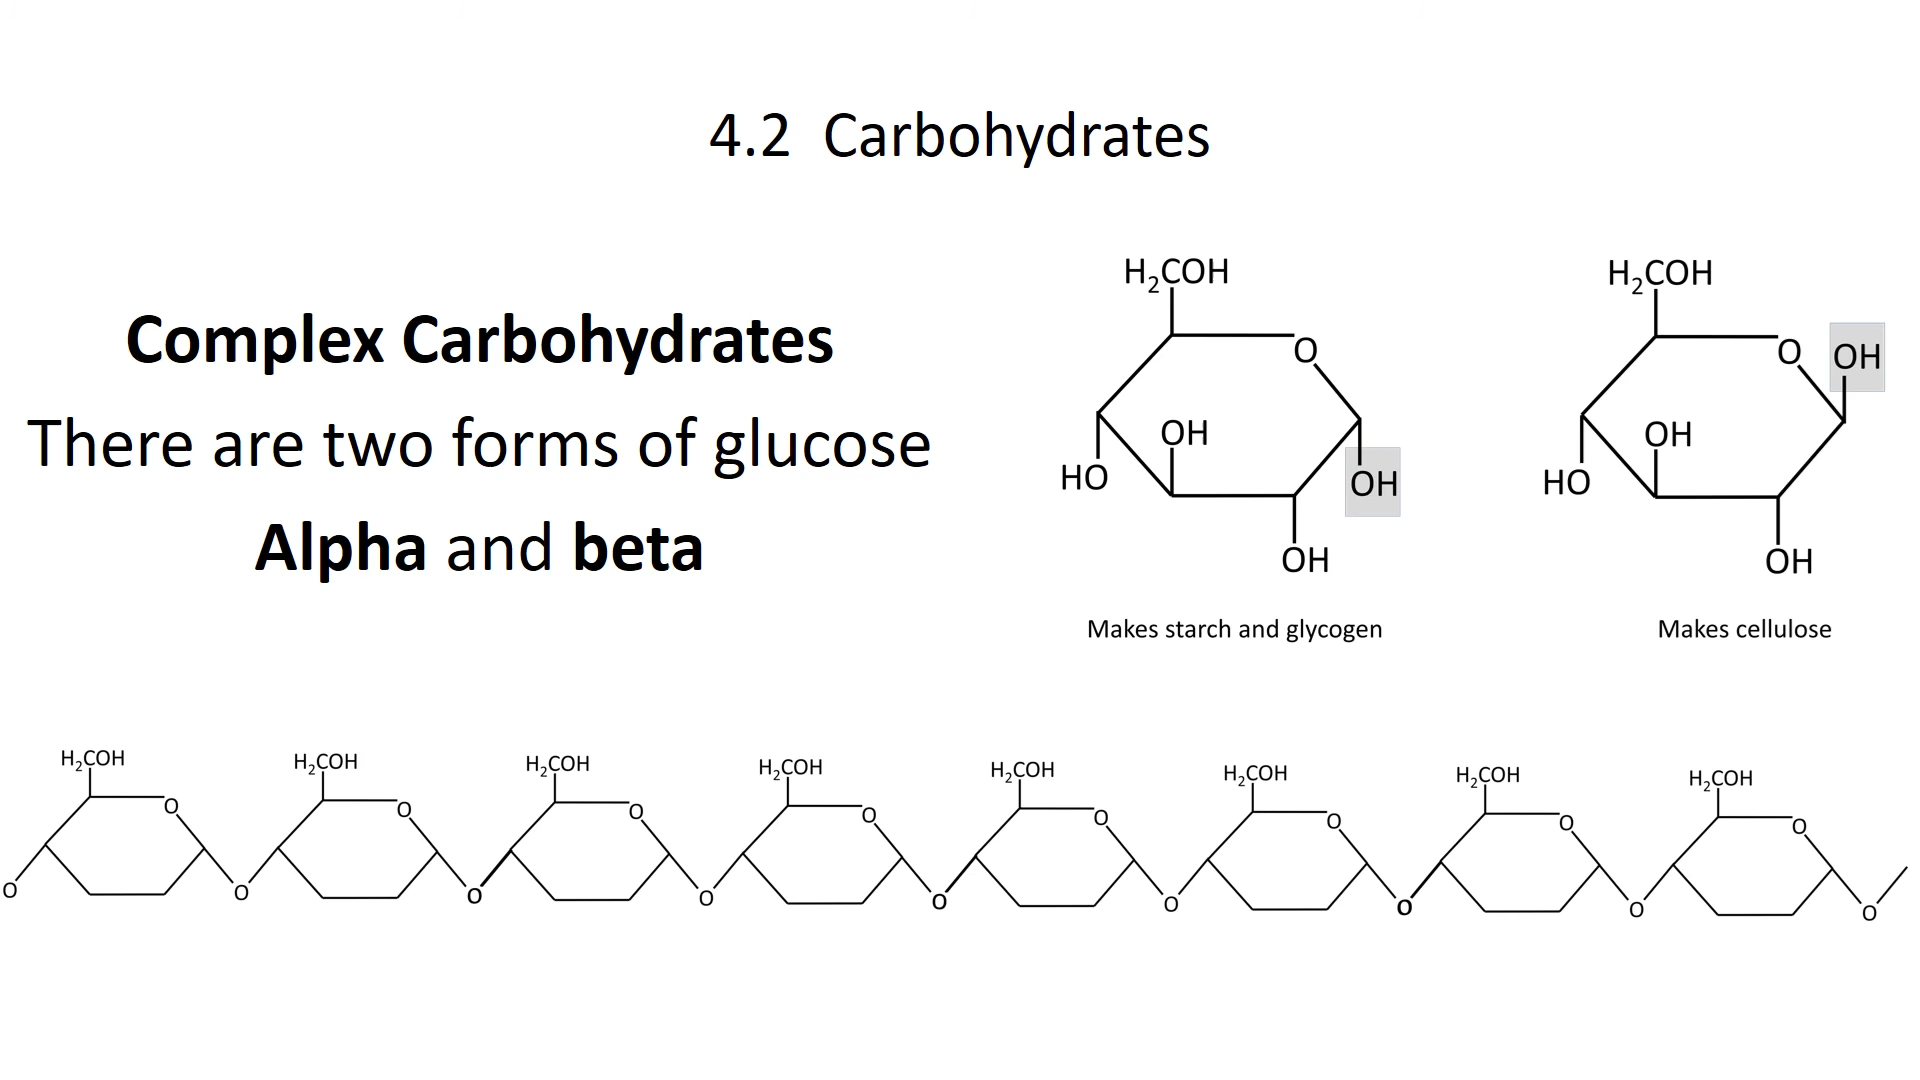 4.2 Carbohydrates
Complex Carbohydrates
There are two forms of glucose
Alpha and beta
H₂COH
O
OH
HO
OH
OH
Makes starch and glycogen
H₂COH
O
OH
OH
HO
OH
Makes cellulose
H₂COH H₂COH H₂COH H₂COH H₂COH H₂COH H₂COH H₂COH
O O O O O O O O
O O O O O O O O O